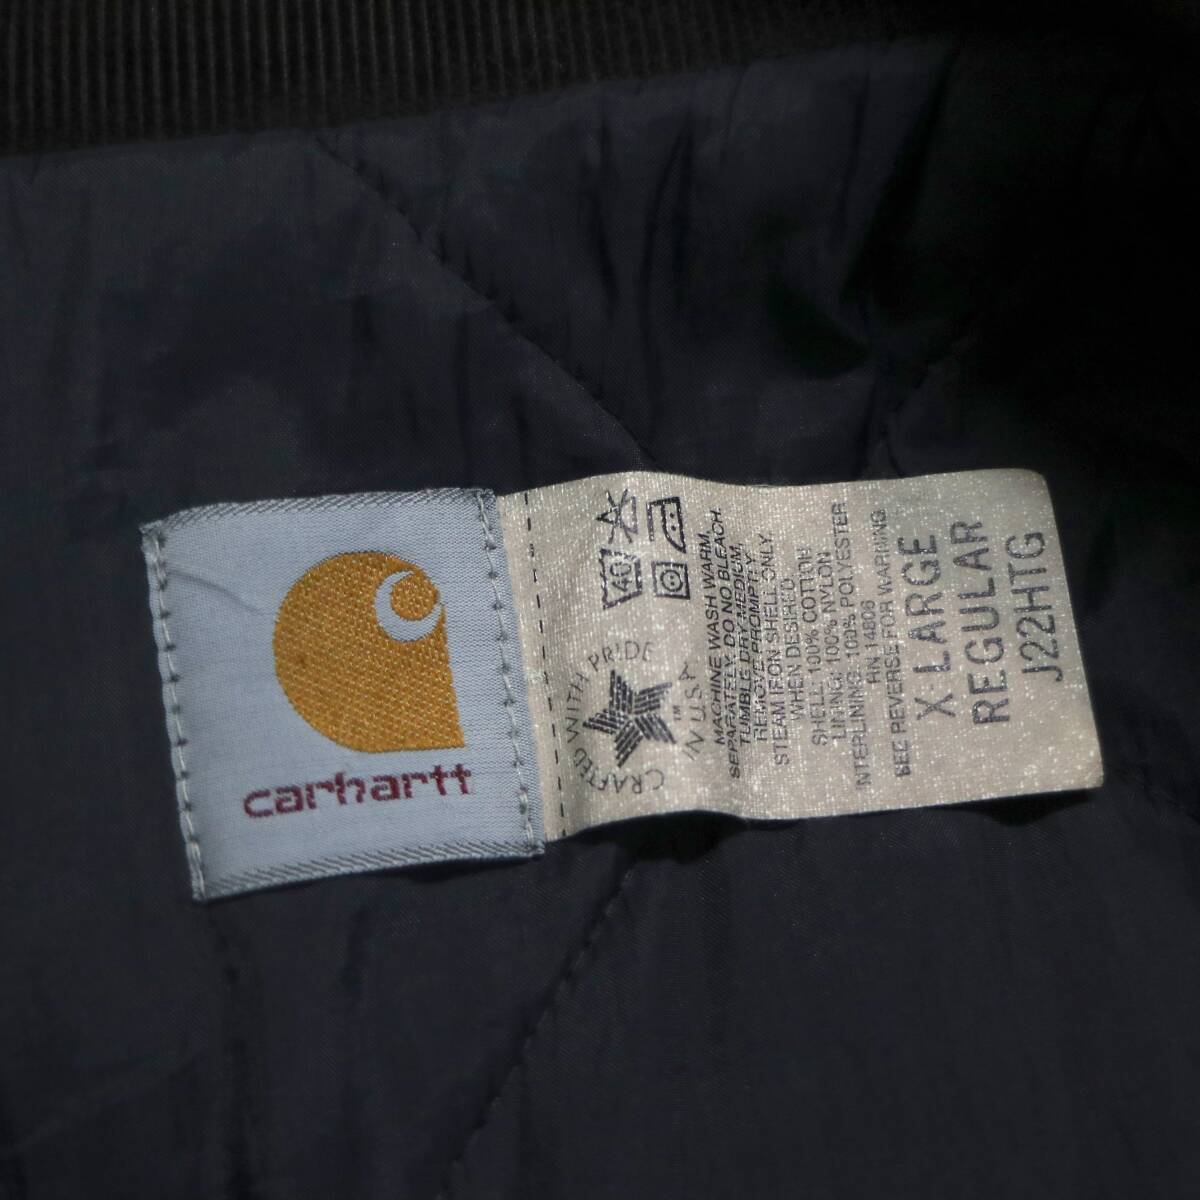 carhartt
CRAFTED WITH PRIDE
IN U.S.A.
™
40
MACHINE WASH WARM,
SEPARATELY. DO NO BLEACH.
TUMBLE DRY MEDIUM,
REMOVE PROMPTLY.
STEAM IRON SHELL ONLY,
WHEN DESIRED
SHELL: 100% COTTON
LINING: 100% NYLON
NTERLINING: 100% POLYESTER
RN 14806
SEE REVERSE FOR WARNING
X-LARGE
REGULAR
J22HTG